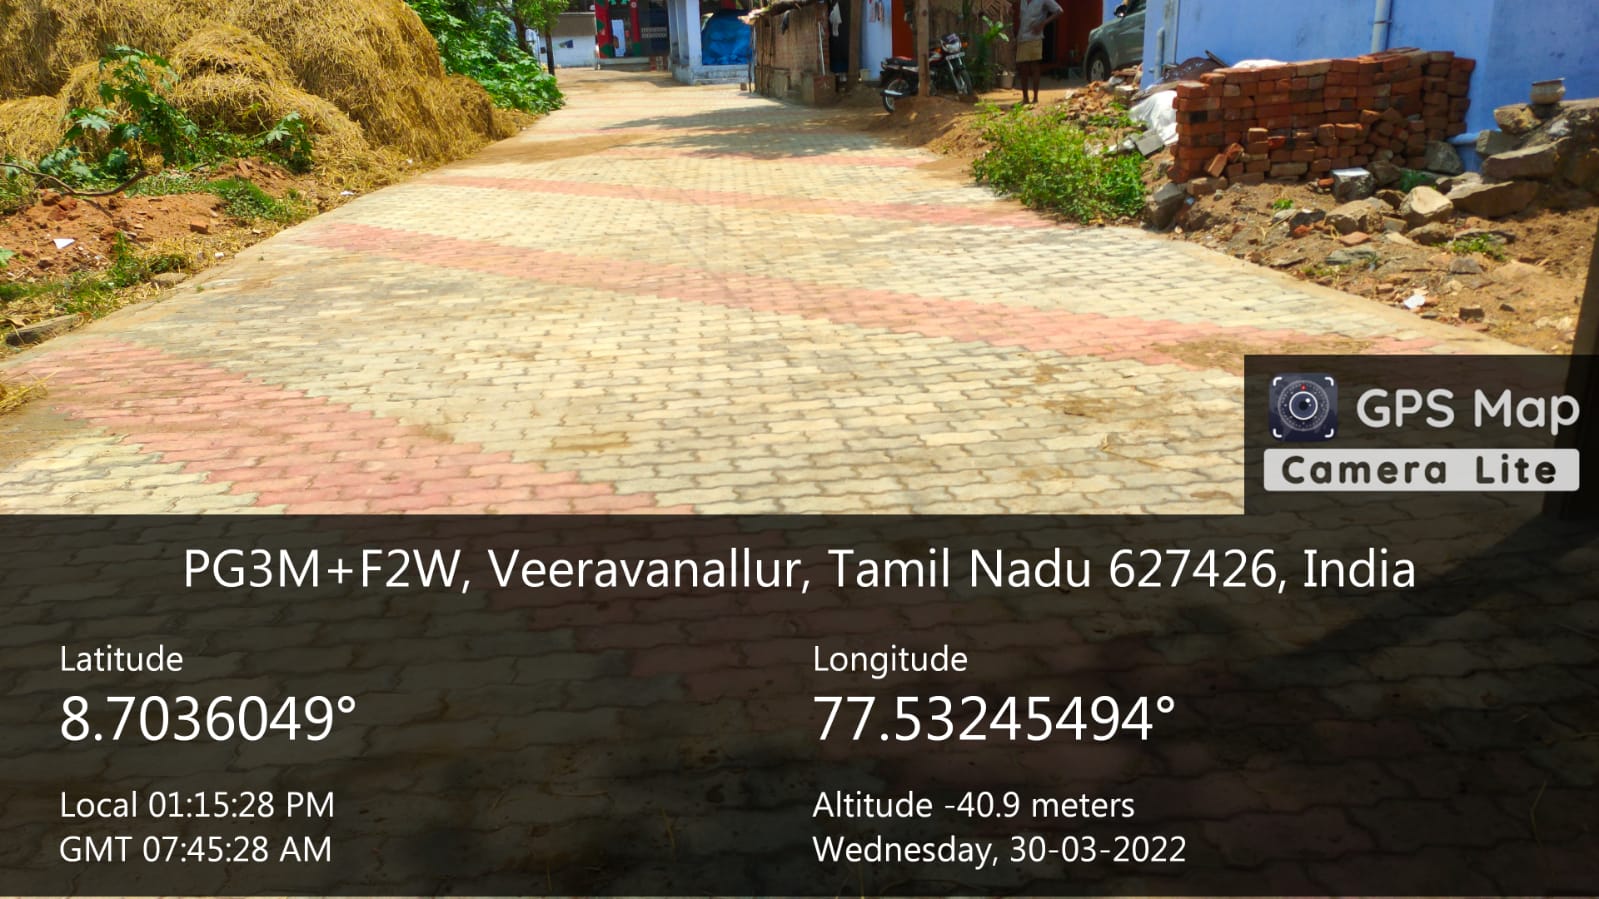 GPS Map
Camera Lite
PG3M+F2W, Veeravanallur, Tamil Nadu 627426, India
Latitude
8.7036049°
Longitude
77.53245494°
Local 01:15:28 PM
GMT 07:45:28 AM
Altitude -40.9 meters
Wednesday, 30-03-2022